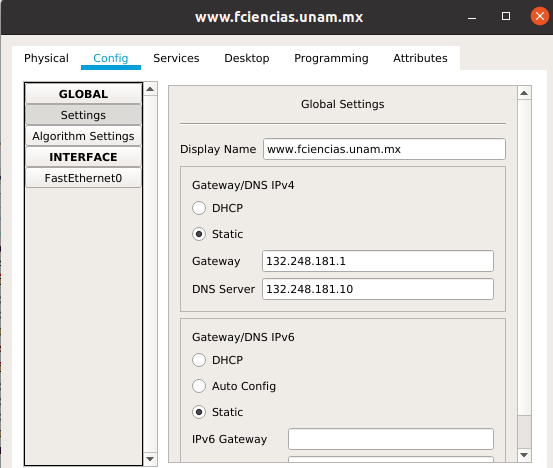 www.fciencias.unam.mx
Physical Config Services Desktop Programming Attributes
GLOBAL
Settings
Algorithm Settings
INTERFACE
FastEthernet0
Global Settings
Display Name www.fciencias.unam.mx
Gateway/DNS IPv4
DHCP
Static
Gateway 132.248.181.1
DNS Server 132.248.181.10
Gateway/DNS IPv6
DHCP
Auto Config
Static
IPv6 Gateway